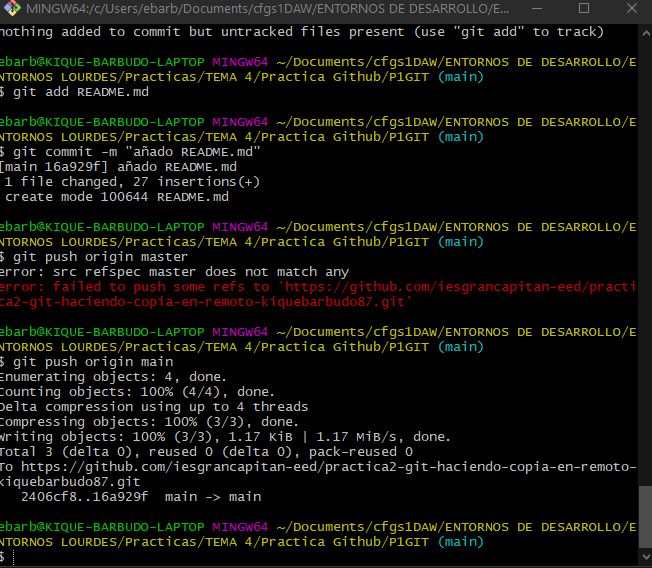 MINGW64:/c/Users/ebarb/Documents/cfgs1DAW/ENTORNOS DE DESARROLLO/E...
nothing added to commit but untracked files present (use "git add" to track)
ebarb@KIQUE-BARBUDO-LAPTOP MINGW64 ~/Documents/cfgs1DAW/ENTORNOS DE DESARROLLO/E
NTORNOS LOURDES/Practicas/TEMA 4/Practica Github/P1GIT (main)
$ git add README.md
ebarb@KIQUE-BARBUDO-LAPTOP MINGW64 ~/Documents/cfgs1DAW/ENTORNOS DE DESARROLLO/E
NTORNOS LOURDES/Practicas/TEMA 4/Practica Github/P1GIT (main)
$ git commit -m "añado README.md"
[main 16a929f] añado README.md
1 file changed, 27 insertions(+)
create mode 100644 README.md
ebarb@KIQUE-BARBUDO-LAPTOP MINGW64 ~/Documents/cfgs1DAW/ENTORNOS DE DESARROLLO/E
NTORNOS LOURDES/Practicas/TEMA 4/Practica Github/P1GIT (main)
$ git push origin master
error: src refspec master does not match any
error: failed to push some refs to 'https://github.com/iesgrancapitan-eed/practi
ca2-git-haciendo-copia-en-remoto-kiquebarbudo87.git'
ebarb@KIQUE-BARBUDO-LAPTOP MINGW64 ~/Documents/cfgs1DAW/ENTORNOS DE DESARROLLO/E
NTORNOS LOURDES/Practicas/TEMA 4/Practica Github/P1GIT (main)
$ git push origin main
Enumerating objects: 4, done.
Counting objects: 100% (4/4), done.
Delta compression using up to 4 threads
Compressing objects: 100% (3/3), done.
Writing objects: 100% (3/3), 1.17 KiB | 1.17 MiB/s, done.
Total 3 (delta 0), reused 0 (delta 0), pack-reused 0
To https://github.com/iesgrancapitan-eed/practica2-git-haciendo-copia-en-remoto-
kiquebarbudo87.git
2406cf8..16a929f  main -> main
ebarb@KIQUE-BARBUDO-LAPTOP MINGW64 ~/Documents/cfgs1DAW/ENTORNOS DE DESARROLLO/E
NTORNOS LOURDES/Practicas/TEMA 4/Practica Github/P1GIT (main)
$